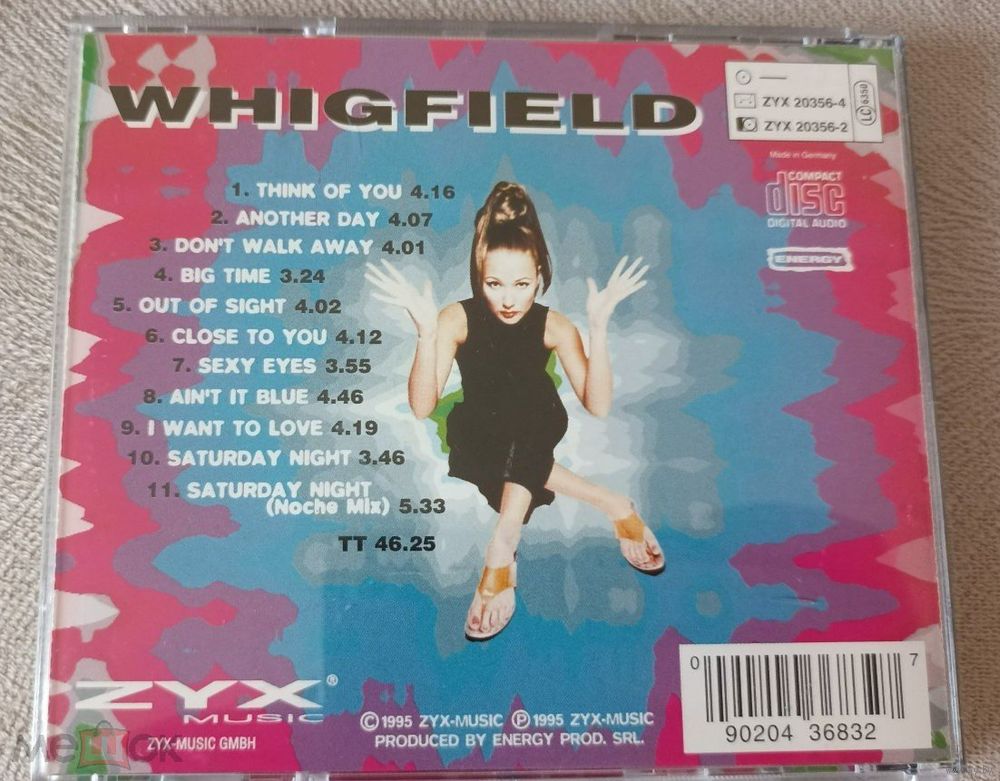 WHIGFIELD
ZYX 20356-4
ZYX 20356-2
LC 6350
Made in Germany
COMPACT
disc
DIGITAL AUDIO
ENERGY
1. THINK OF YOU 4.16
2. ANOTHER DAY 4.07
3. DON'T WALK AWAY 4.01
4. BIG TIME 3.24
5. OUT OF SIGHT 4.02
6. CLOSE TO YOU 4.12
7. SEXY EYES 3.55
8. AIN'T IT BLUE 4.46
9. I WANT TO LOVE 4.19
10. SATURDAY NIGHT 3.46
11. SATURDAY NIGHT
(Noche Mix) 5.33
TT 46.25
ZYX®
MUSIC
ZYX-MUSIC GMBH
©1995 ZYX-MUSIC ℗1995 ZYX-MUSIC
PRODUCED BY ENERGY PROD. SRL.
0 90204 36832 7
МЕШОК